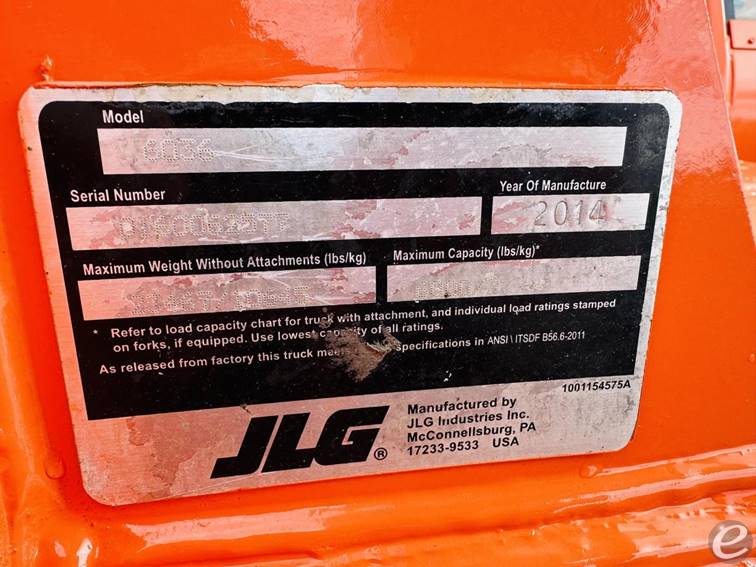 Model
6036
Serial Number
Year Of Manufacture
2014
Maximum Weight Without Attachments (lbs/kg)
Maximum Capacity (lbs/kg)*
* Refer to load capacity chart for truck with attachment, and individual load ratings stamped
on forks, if equipped. Use lowest capacity of all ratings.
As released from factory this truck specifications in ANSI \ ITSDF B56.6-2011
1001154575A
JLG ®
Manufactured by
JLG Industries Inc.
McConnellsburg, PA
17233-9533 USA
e